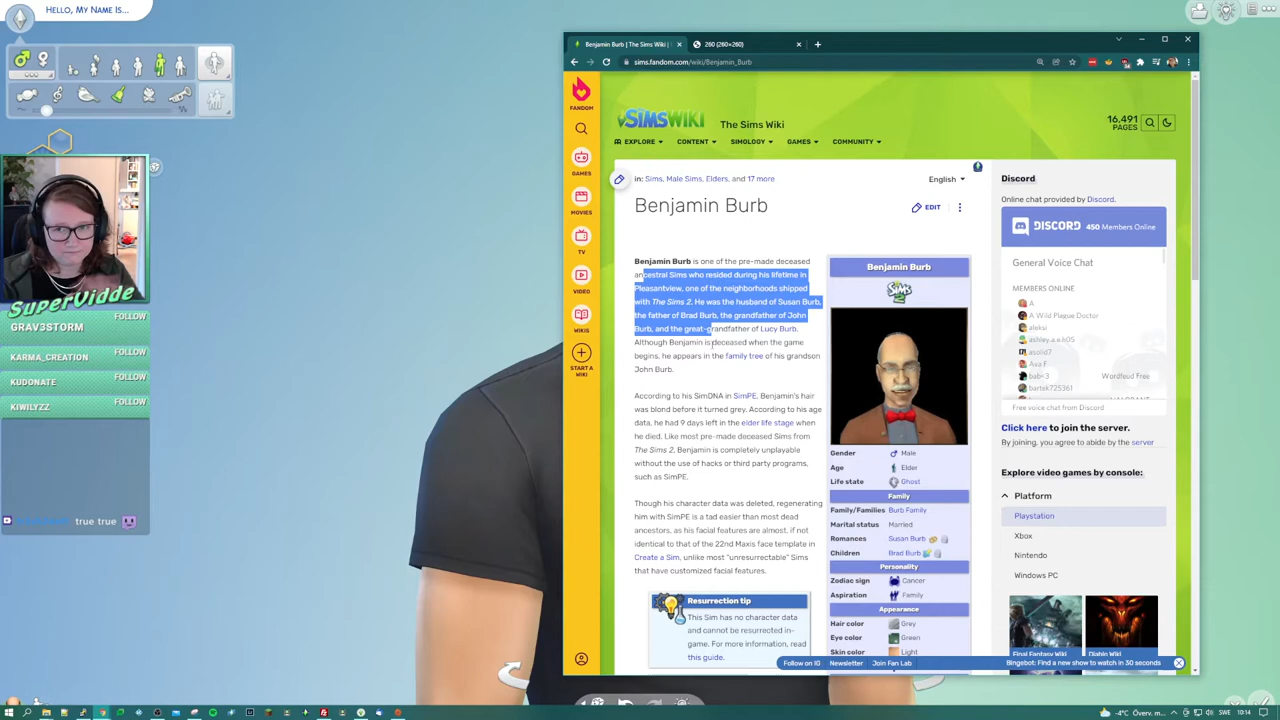 Hello, My Name Is...
SuperVidde
GRAV3STORM
FOLLOW
KARMA_CREATION
FOLLOW
KUDONATE
FOLLOW
KIWILYZZ
FOLLOW
true true
Benjamin Burb | The Sims Wiki |
260 (260×260)
sims.fandom.com/wiki/Benjamin_Burb
FANDOM
GAMES
MOVIES
TV
VIDEO
WIKIS
START A
WIKI
SIMSWIKI
The Sims Wiki
16,491
PAGES
EXPLORE
CONTENT
SIMOLOGY
GAMES
COMMUNITY
in: Sims, Male Sims, Elders, and 17 more
English
Benjamin Burb
EDIT
Benjamin Burb is one of the pre-made deceased
ancestral Sims who resided during his lifetime in
Pleasantview, one of the neighborhoods shipped
with The Sims 2. He was the husband of Susan Burb,
the father of Brad Burb, the grandfather of John
Burb, and the great-grandfather of Lucy Burb.
Although Benjamin is deceased when the game
begins, he appears in the family tree of his grandson
John Burb.
According to his SimDNA in SimPE, Benjamin's hair
was blond before it turned grey. According to his age
data, he had 9 days left in the elder life stage when
he died. Like most pre-made deceased Sims from
The Sims 2, Benjamin is completely unplayable
without the use of hacks or third party programs,
such as SimPE.
Though his character data was deleted, regenerating
him with SimPE is a tad easier than most dead
ancestors, as his facial features are almost, if not
identical to that of the 22nd Maxis face template in
Create a Sim, unlike most "unresurrectable" Sims
that have customized facial features.
Resurrection tip
This Sim has no character data
and cannot be resurrected in-
game. For more information, read
this guide.
Benjamin Burb
Gender
Male
Age
Elder
Life state
Ghost
Family
Family/Families
Burb Family
Marital status
Married
Romances
Susan Burb
Children
Brad Burb
Personality
Zodiac sign
Cancer
Aspiration
Family
Appearance
Hair color
Grey
Eye color
Green
Skin color
Light
Discord
Online chat provided by Discord.
DISCORD
450 Members Online
General Voice Chat
MEMBERS ONLINE
A
A Wild Plague Doctor
aleksi
ashley.a.e.605
asolid7
Ava F
bab<3
Wordfeud Free
bartek725361
Free voice chat from Discord
Click here to join the server.
By joining, you agree to abide by the server
Explore video games by console:
Platform
Playstation
Xbox
Nintendo
Windows PC
Final Fantasy Wiki
Diablo Wiki
Follow on IG
Newsletter
Join Fan Lab
Bingebot: Find a new show to watch in 30 seconds
-4°C
Överv. m...
SWE
10:14